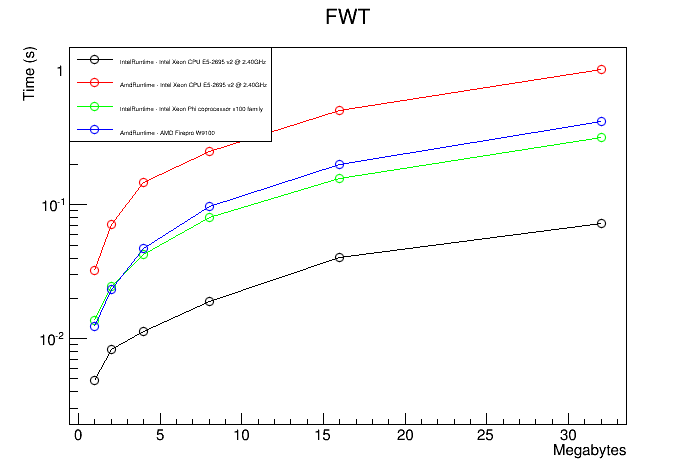 FWT
Time (s)
IntelRuntime - Intel Xeon CPU E5-2695 v2 @ 2.40GHz
AmdRuntime - Intel Xeon CPU E5-2695 v2 @ 2.40GHz
IntelRuntime - Intel Xeon Phi coprocessor x100 family
AmdRuntime - AMD Firepro W9100
1
10⁻¹
10⁻²
0 5 10 15 20 25 30
Megabytes